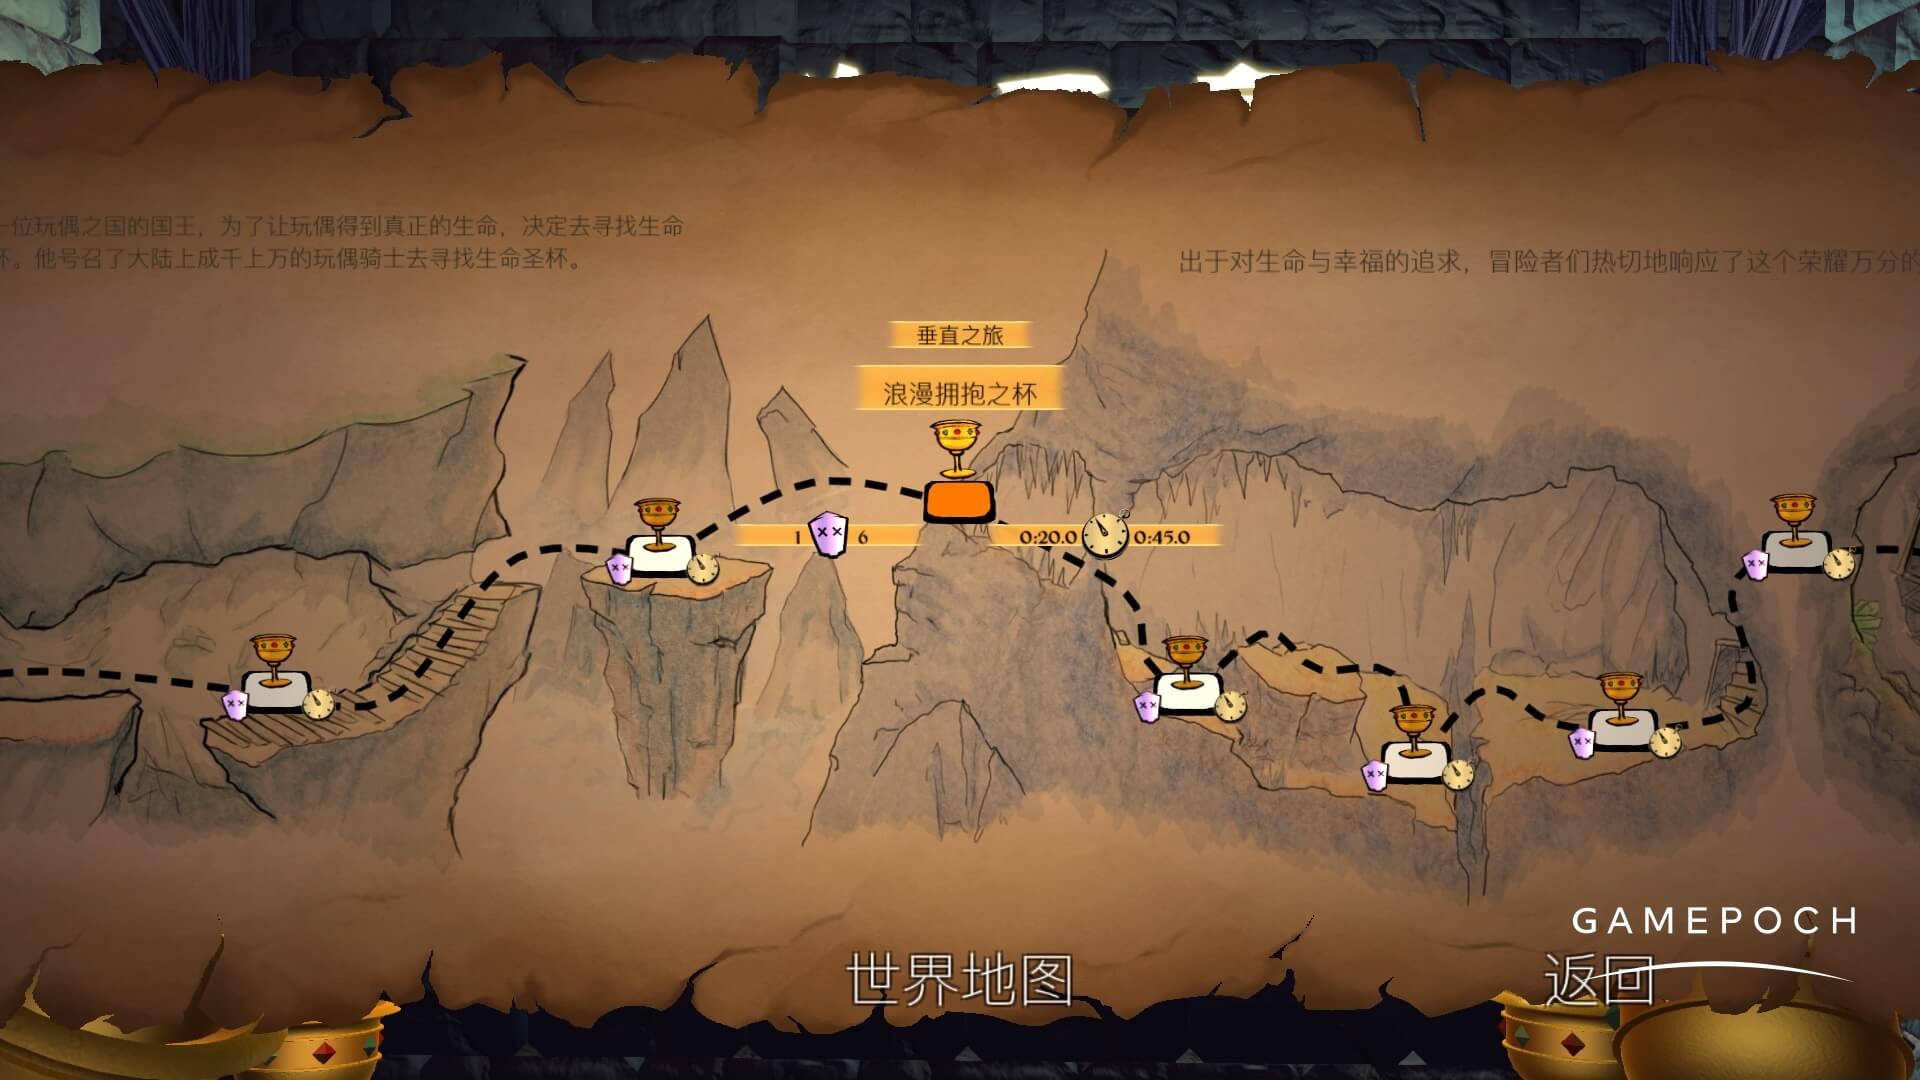 一位玩偶之国的国王，为了让玩偶得到真正的生命，决定去寻找生命
杯。他号召了大陆上成千上万的玩偶骑士去寻找生命圣杯。
出于对生命与幸福的追求，冒险者们热切地响应了这个荣耀万分的
垂直之旅
浪漫拥抱之杯
1 6
0:20.0 0:45.0
GAMEPOCH
世界地图
返回